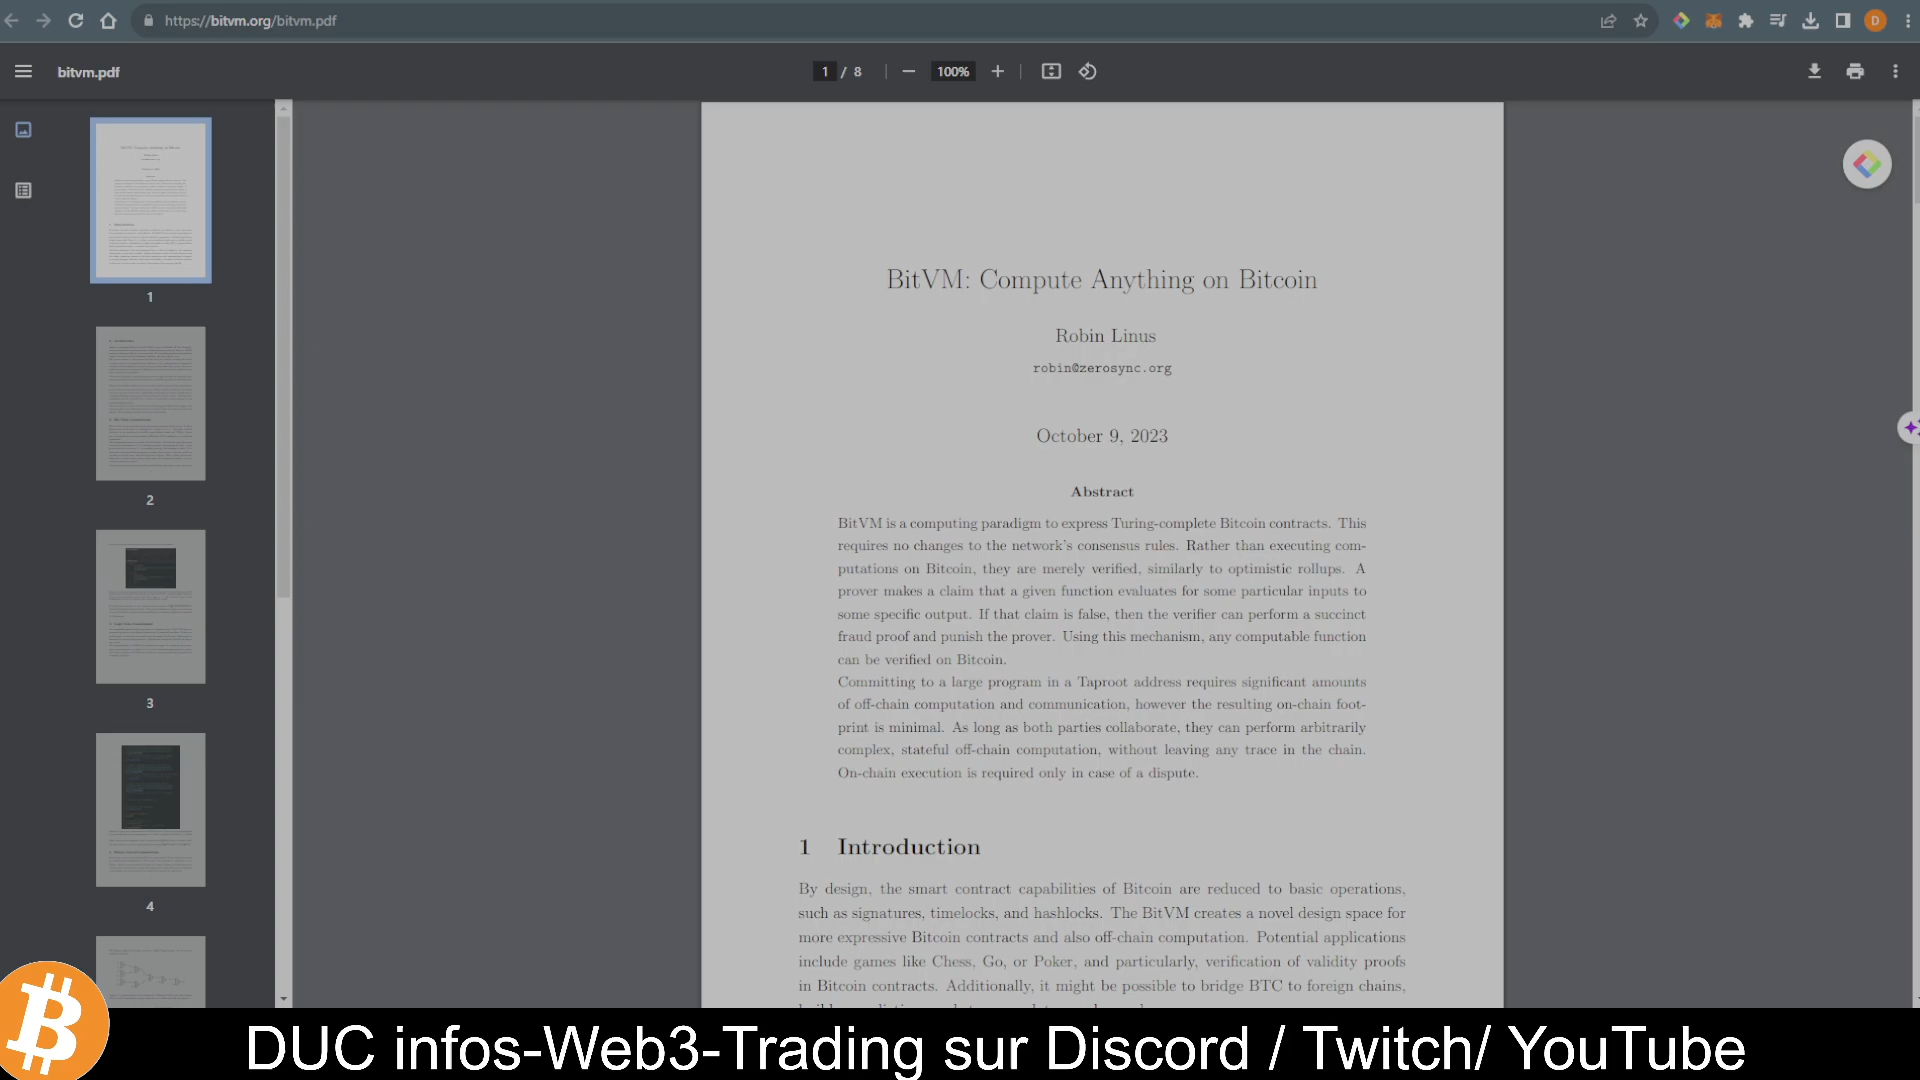 https://bitvm.org/bitvm.pdf
D
bitvm.pdf
1 / 8
100%
1
2
3
4
BitVM: Compute Anything on Bitcoin
Robin Linus
robin@zerosync.org
October 9, 2023
Abstract
BitVM is a computing paradigm to express Turing-complete Bitcoin contracts. This
requires no changes to the network's consensus rules. Rather than executing com-
putations on Bitcoin, they are merely verified, similarly to optimistic rollups. A
prover makes a claim that a given function evaluates for some particular inputs to
some specific output. If that claim is false, then the verifier can perform a succinct
fraud proof and punish the prover. Using this mechanism, any computable function
can be verified on Bitcoin.
Committing to a large program in a Taproot address requires significant amounts
of off-chain computation and communication, however the resulting on-chain foot-
print is minimal. As long as both parties collaborate, they can perform arbitrarily
complex, stateful off-chain computation, without leaving any trace in the chain.
On-chain execution is required only in case of a dispute.
1 Introduction
By design, the smart contract capabilities of Bitcoin are reduced to basic operations,
such as signatures, timelocks, and hashlocks. The BitVM creates a novel design space for
more expressive Bitcoin contracts and also off-chain computation. Potential applications
include games like Chess, Go, or Poker, and particularly, verification of validity proofs
in Bitcoin contracts. Additionally, it might be possible to bridge BTC to foreign chains,
DUC infos-Web3-Trading sur Discord / Twitch/ YouTube